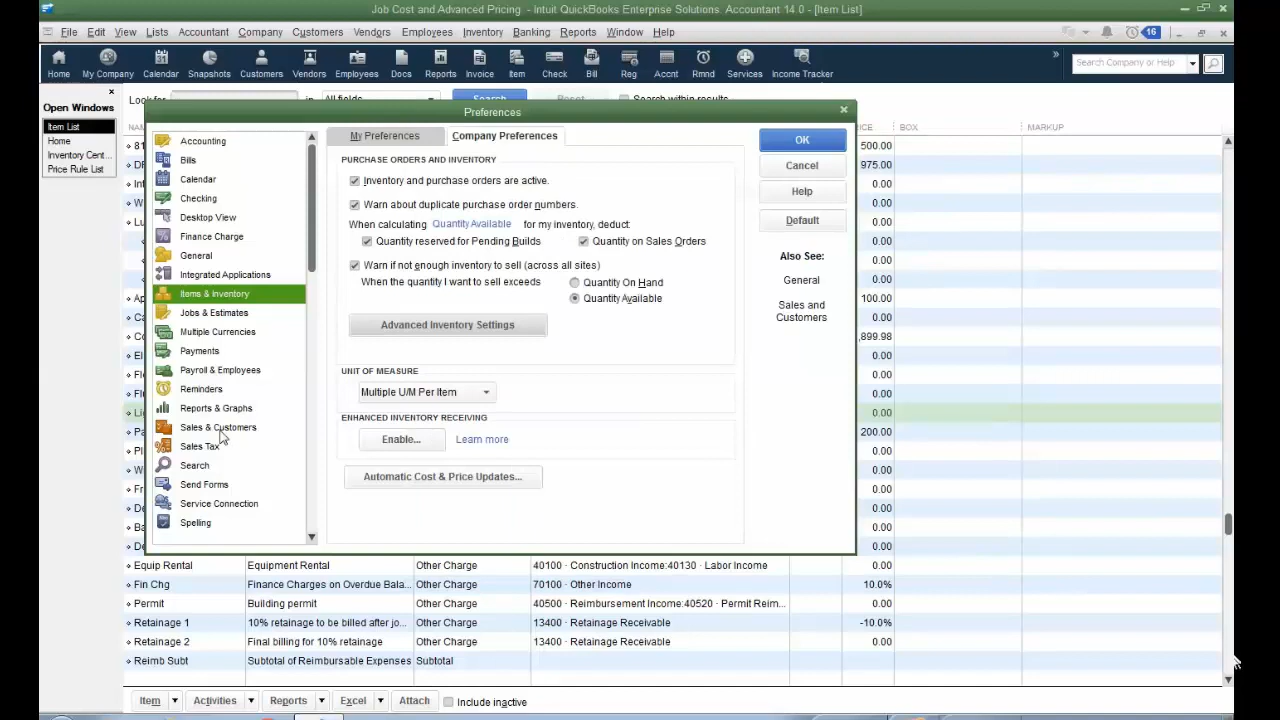 Job Cost and Advanced Pricing - Intuit QuickBooks Enterprise Solutions. Accountant 14.0 - [Item List]
File Edit View Lists Accountant Company Customers Vendors Employees Inventory Banking Reports Window Help
16
Home My Company Calendar Snapshots Customers Vendors Employees Docs Reports Invoice Item Check Bill Reg Accnt Rmnd Services Income Tracker
Search Company or Help
Open Windows
Item List
Home
Inventory Cent...
Price Rule List
Look for in All fields Search Reset Search within results
BOX MARKUP
Preferences
Accounting
Bills
Calendar
Checking
Desktop View
Finance Charge
General
Integrated Applications
Items & Inventory
Jobs & Estimates
Multiple Currencies
Payments
Payroll & Employees
Reminders
Reports & Graphs
Sales & Customers
Sales Tax
Search
Send Forms
Service Connection
Spelling
My Preferences Company Preferences
PURCHASE ORDERS AND INVENTORY
Inventory and purchase orders are active.
Warn about duplicate purchase order numbers.
When calculating Quantity Available for my inventory, deduct:
Quantity reserved for Pending Builds Quantity on Sales Orders
Warn if not enough inventory to sell (across all sites)
When the quantity I want to sell exceeds Quantity On Hand
Quantity Available
Advanced Inventory Settings
UNIT OF MEASURE
Multiple U/M Per Item
ENHANCED INVENTORY RECEIVING
Enable... Learn more
Automatic Cost & Price Updates...
OK
Cancel
Help
Default
Also See:
General
Sales and
Customers
500.00
975.00
0.00
0.00
0.00
0.00
0.00
0.00
100.00
0.00
,899.98
0.00
0.00
0.00
0.00
200.00
0.00
0.00
0.00
0.00
0.00
0.00
Equip Rental Equipment Rental Other Charge 40100 · Construction Income:40130 · Labor Income 0.00
Fin Chg Finance Charges on Overdue Bala... Other Charge 70100 · Other Income 10.0%
Permit Building permit Other Charge 40500 · Reimbursement Income:40520 · Permit Reim... 0.00
Retainage 1 10% retainage to be billed after jo... Other Charge 13400 · Retainage Receivable -10.0%
Retainage 2 Final billing for 10% retainage Other Charge 13400 · Retainage Receivable 0.00
Reimb Subt Subtotal of Reimbursable Expenses Subtotal
Item Activities Reports Excel Attach Include inactive